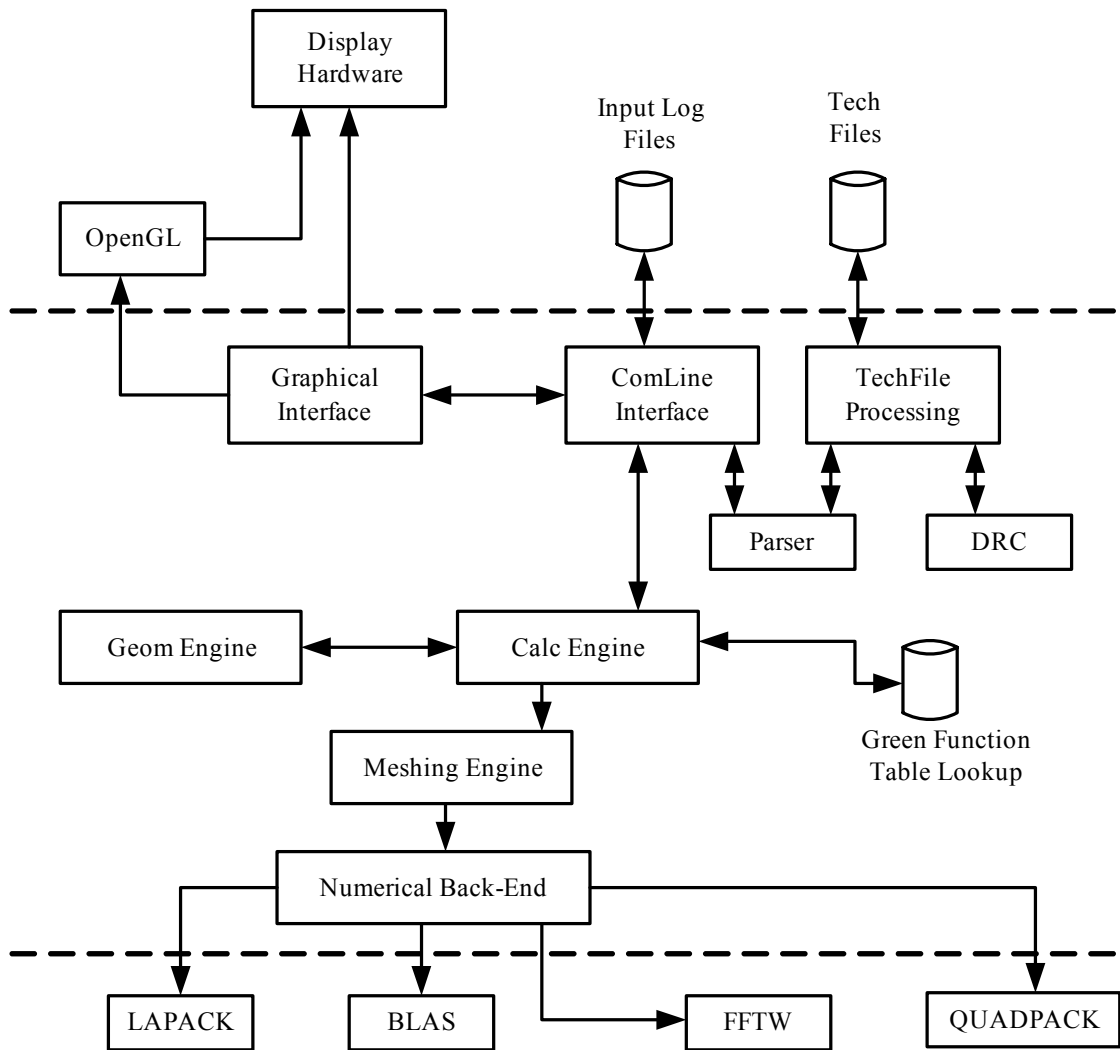 Display
Hardware
Input Log
Files
Tech
Files
OpenGL
Graphical
Interface
ComLine
Interface
TechFile
Processing
Parser
DRC
Geom Engine
Calc Engine
Green Function
Table Lookup
Meshing Engine
Numerical Back-End
LAPACK
BLAS
FFTW
QUADPACK